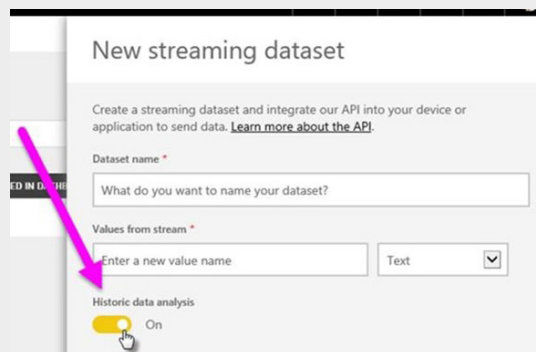 New streaming dataset
Create a streaming dataset and integrate our API into your device or
application to send data. Learn more about the API.
Dataset name *
What do you want to name your dataset?
ED IN
Values from stream *
Enter a new value name
Text
Historic data analysis
On